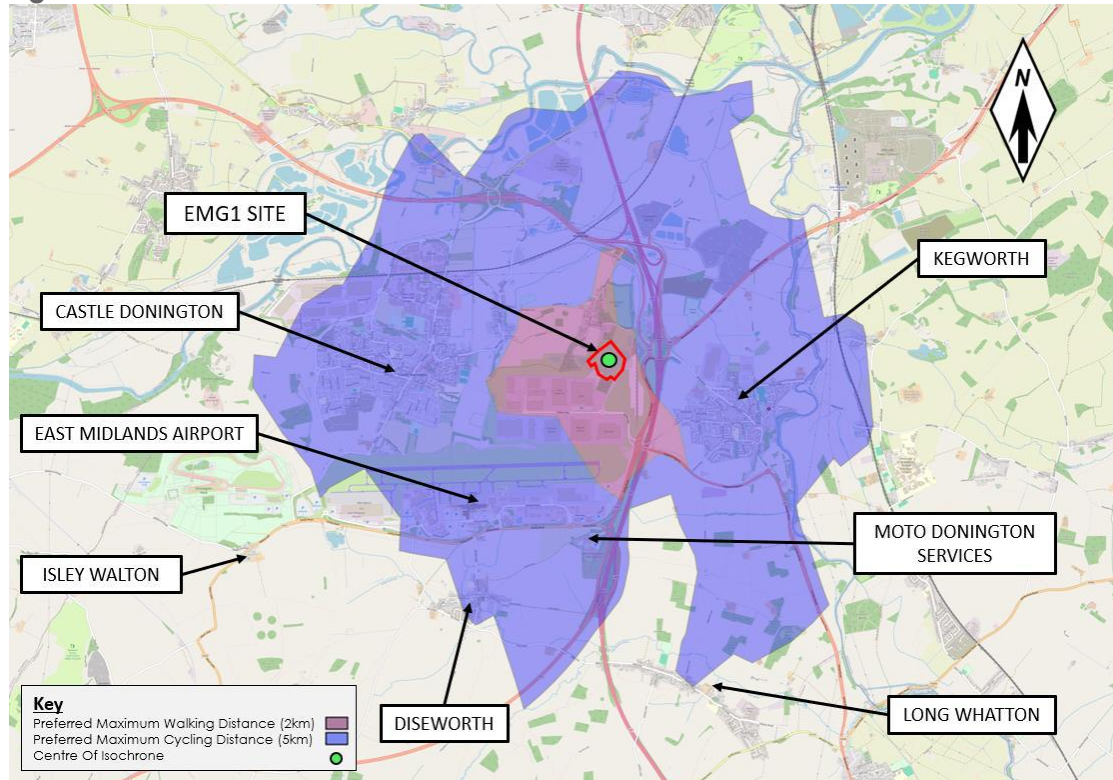 N
EMG1 SITE
KEGWORTH
CASTLE DONINGTON
EAST MIDLANDS AIRPORT
MOTO DONINGTON
SERVICES
ISLEY WALTON
DISEWORTH
LONG WHATTON
Key
Preferred Maximum Walking Distance (2km)
Preferred Maximum Cycling Distance (5km)
Centre Of Isochrone